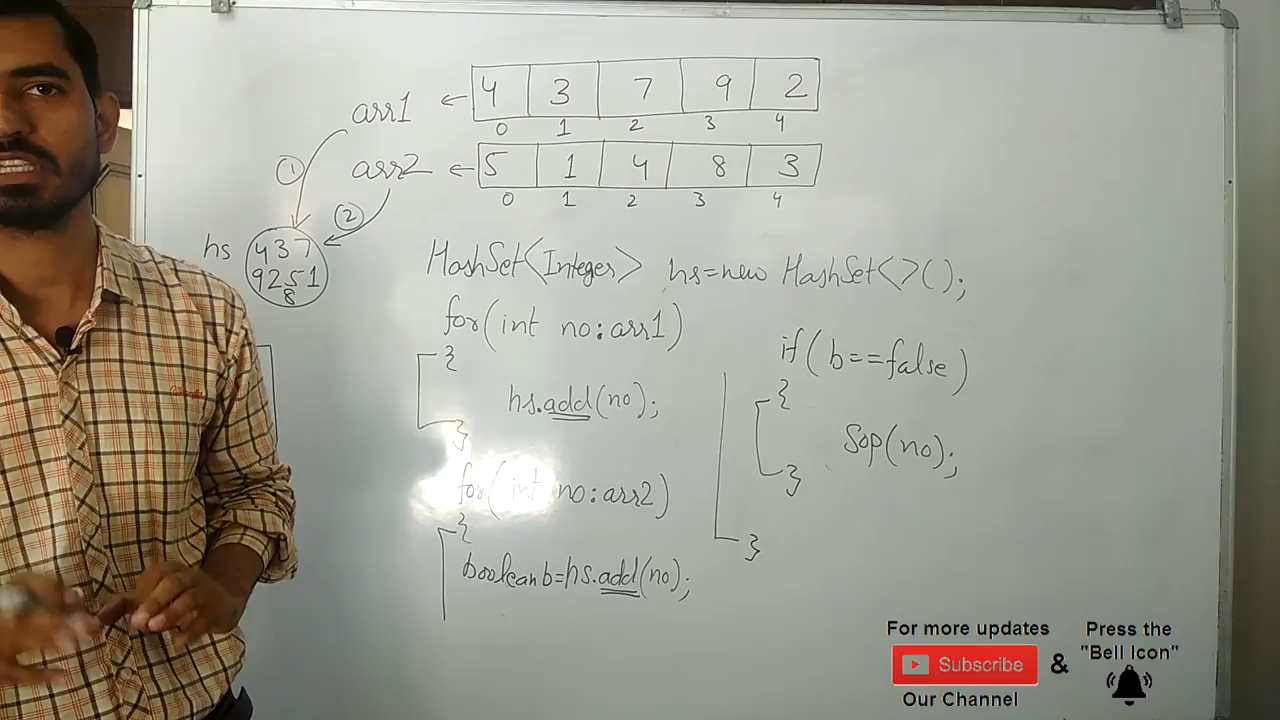 arr1 ← 4 3 7 9 2
0 1 2 3 4
arr2 ← 5 1 4 8 3
0 1 2 3 4
1
2
hs
4 3 7
9 2 5 1
8
HashSet<Integer> hs=new HashSet<>();
for(int no:arr1)
{
hs.add(no);
}
for(int no:arr2)
{
boolean b=hs.add(no);
if(b==false)
{
Sop(no);
}
}
For more updates
Subscribe
Our Channel
&
Press the
"Bell Icon"